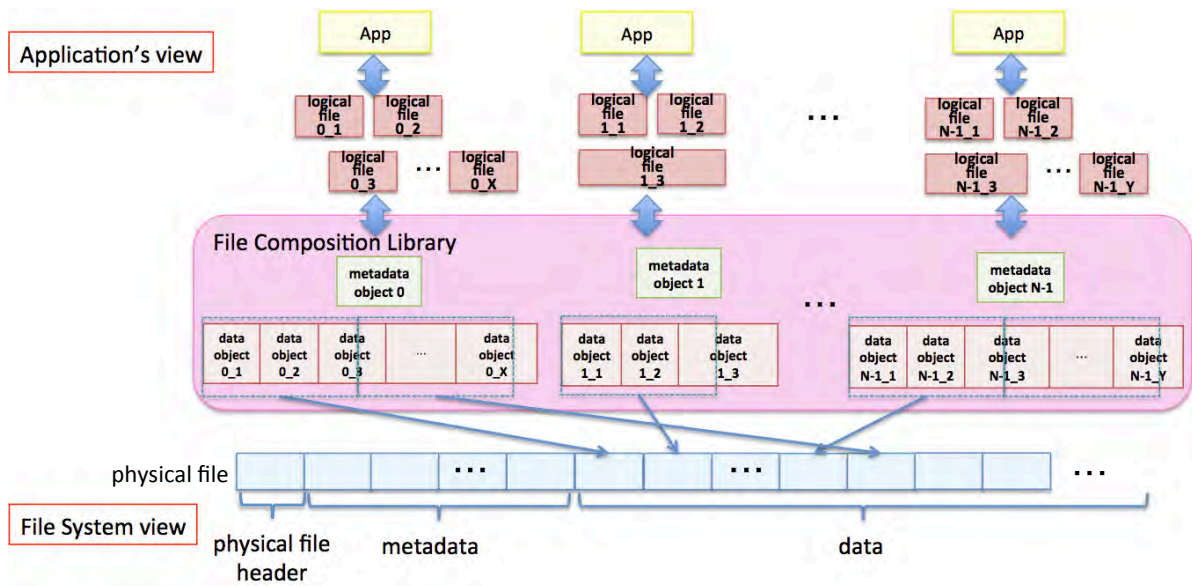 Application's view
App
App
App
logical
file
0_1
logical
file
0_2
logical
file
1_1
logical
file
1_2
...
logical
file
N-1_1
logical
file
N-1_2
logical
file
0_3
...
logical
file
0_X
logical
file
1_3
logical
file
N-1_3
...
logical
file
N-1_Y
File Composition Library
metadata
object 0
metadata
object 1
...
metadata
object N-1
data
object
0_1
data
object
0_2
data
object
0_3
...
data
object
0_X
data
object
1_1
data
object
1_2
data
object
1_3
data
object
N-1_1
data
object
N-1_2
data
object
N-1_3
...
data
object
N-1_Y
physical file
...
...
...
...
File System view
physical file
header
metadata
data